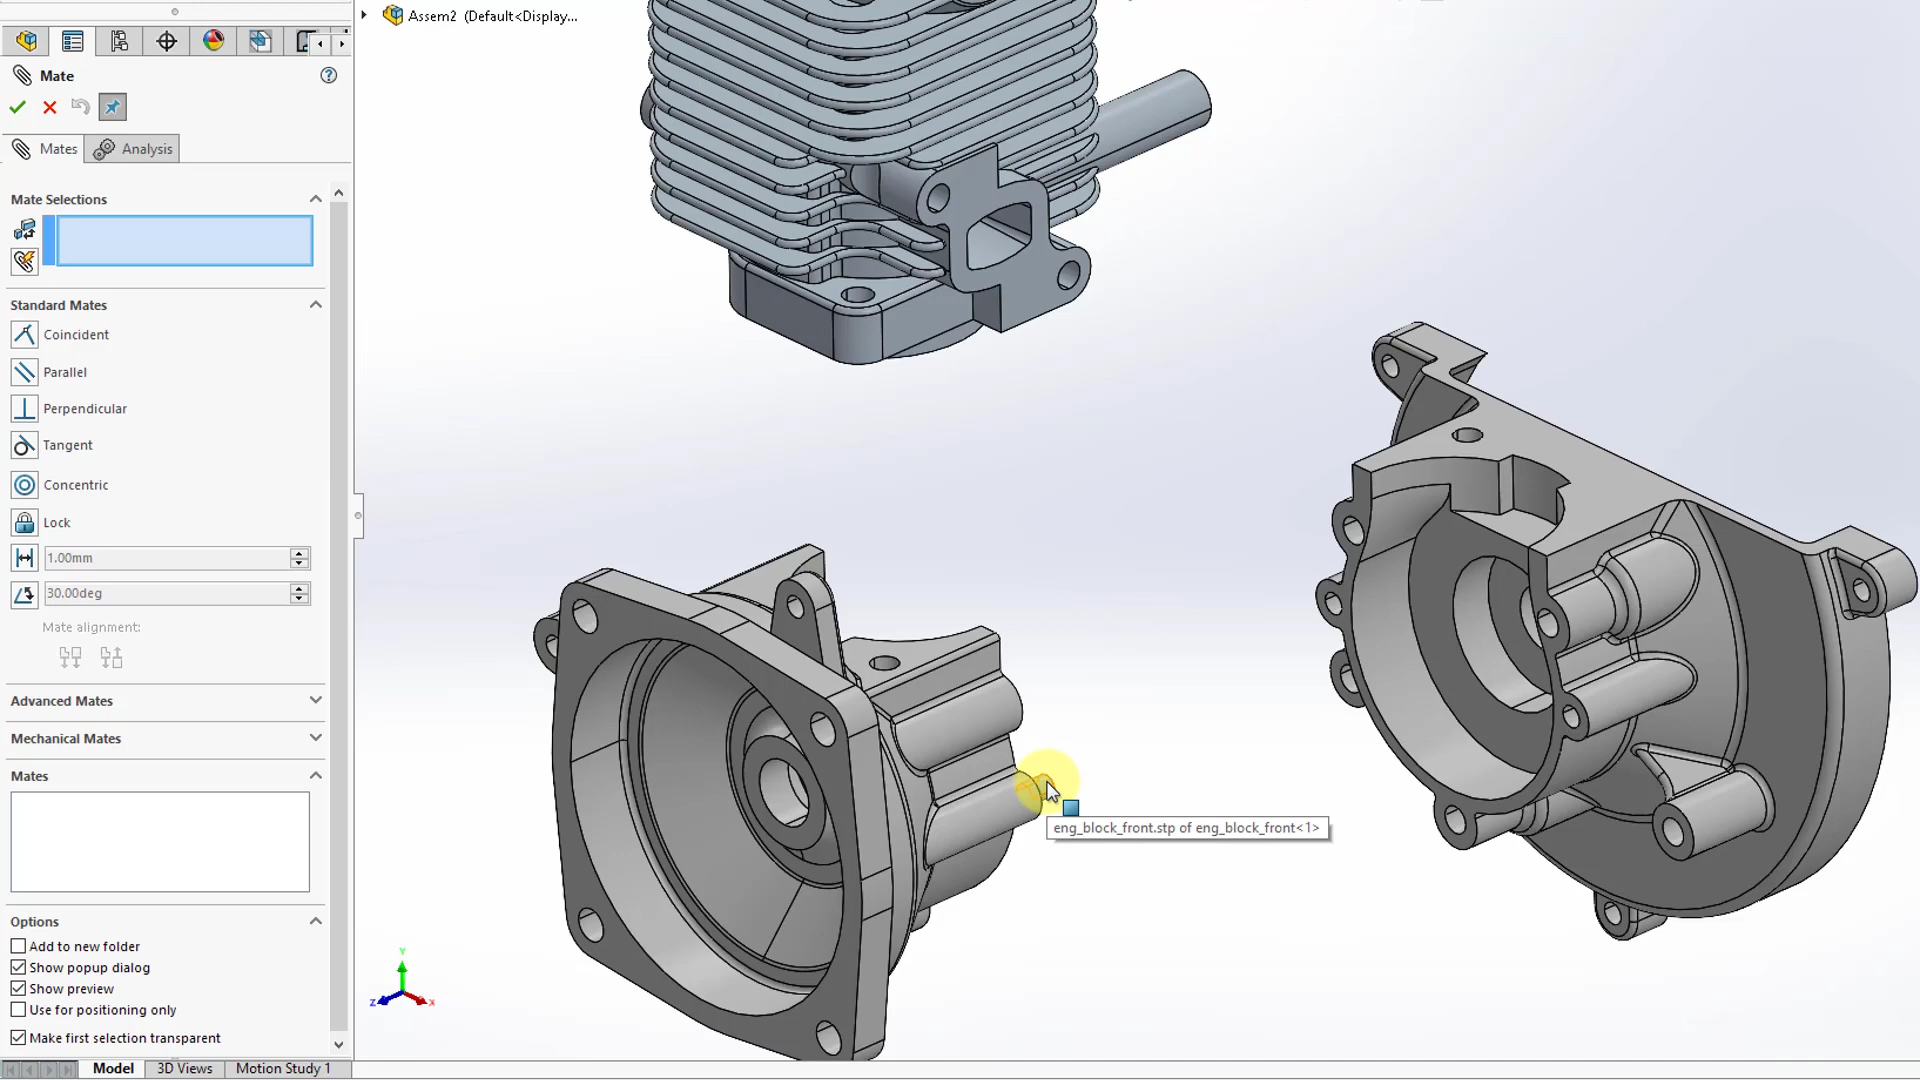 Assem2 (Default<Display...
Mate
Mates
Analysis
Mate Selections
Standard Mates
Coincident
Parallel
Perpendicular
Tangent
Concentric
Lock
1.00mm
30.00deg
Mate alignment:
Advanced Mates
Mechanical Mates
Mates
Options
Add to new folder
Show popup dialog
Show preview
Use for positioning only
Make first selection transparent
eng_block_front.stp of eng_block_front<1>
Y
Z
X
Model
3D Views
Motion Study 1